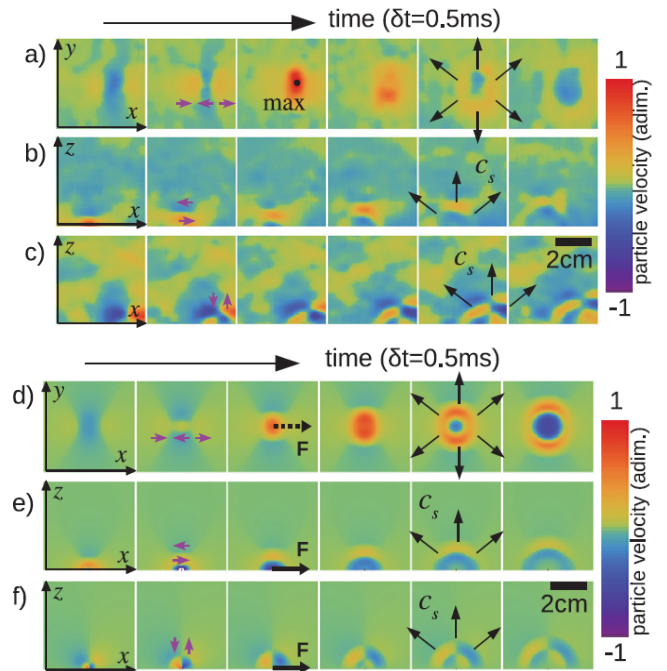 time (δt=0.5ms)
a) y x max
b) z x c_s
c) z x c_s 2cm
1
particle velocity (adim.)
-1
time (δt=0.5ms)
d) y x F
e) z x F c_s
f) z x F c_s 2cm
1
particle velocity (adim.)
-1